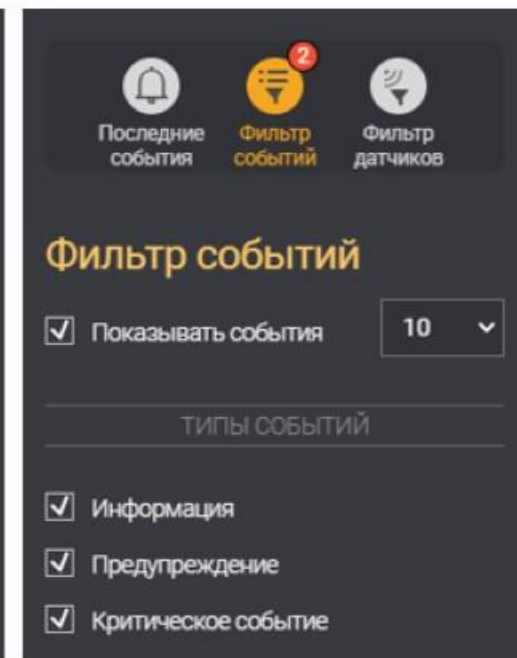 2
Последние события
Фильтр событий
Фильтр датчиков
Фильтр событий
Показывать события 10
ТИПЫ СОБЫТИЙ
Информация
Предупреждение
Критическое событие